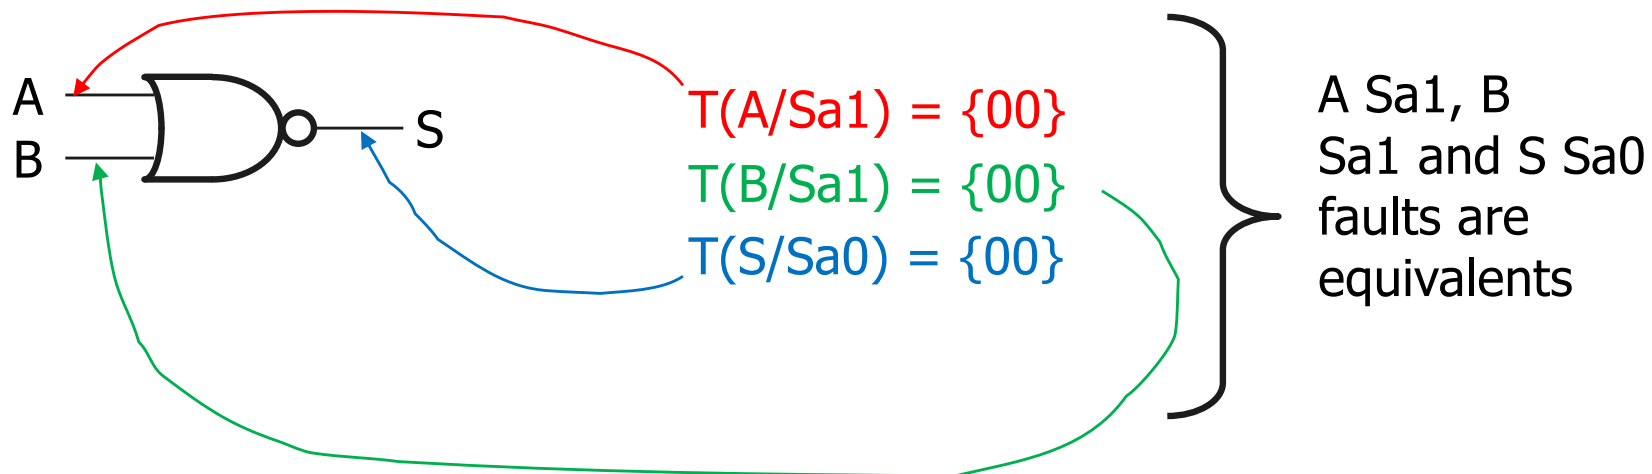 A
B
S
T(A/Sa1) = {00}
T(B/Sa1) = {00}
T(S/Sa0) = {00}
A Sa1, B
Sa1 and S Sa0
faults are
equivalents